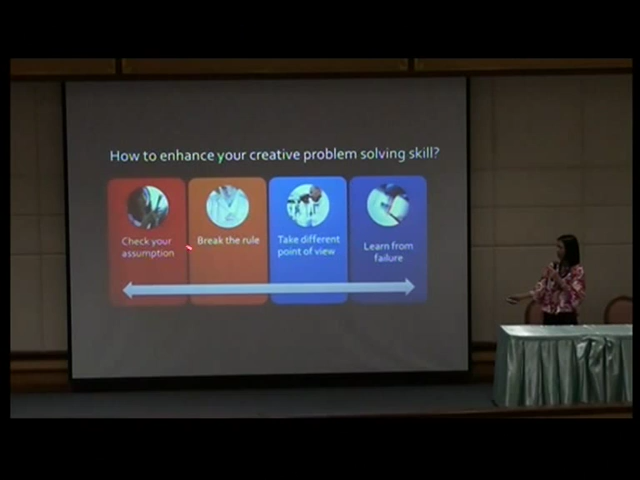 How to enhance your creative problem solving skill?
Check your
assumption
Break the rule
Take different
point of view
Learn from
failure